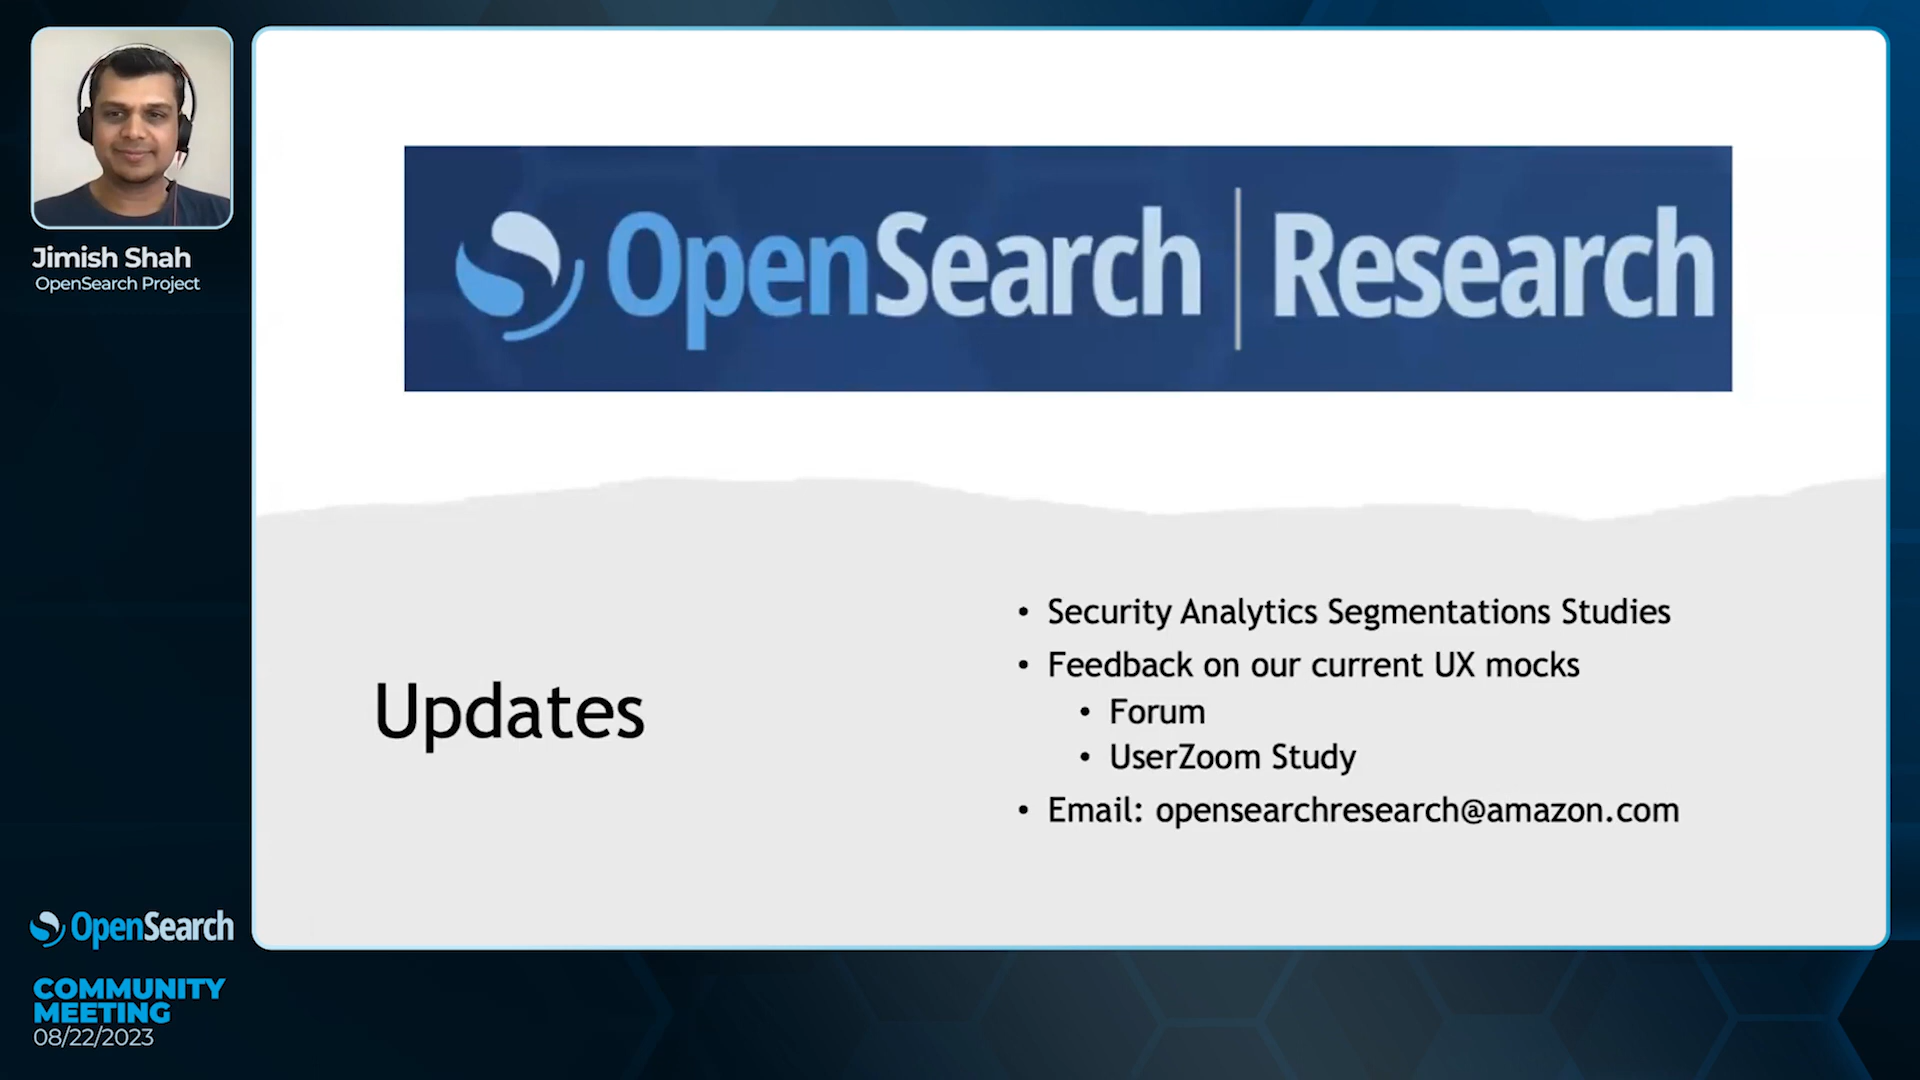 Jimish Shah
OpenSearch Project
OpenSearch | Research
Updates
• Security Analytics Segmentations Studies
• Feedback on our current UX mocks
• Forum
• UserZoom Study
• Email: opensearchresearch@amazon.com
OpenSearch
COMMUNITY
MEETING
08/22/2023